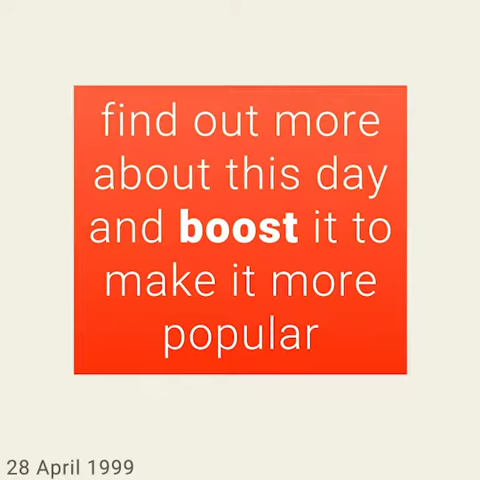 find out more
about this day
and boost it to
make it more
popular
28 April 1999